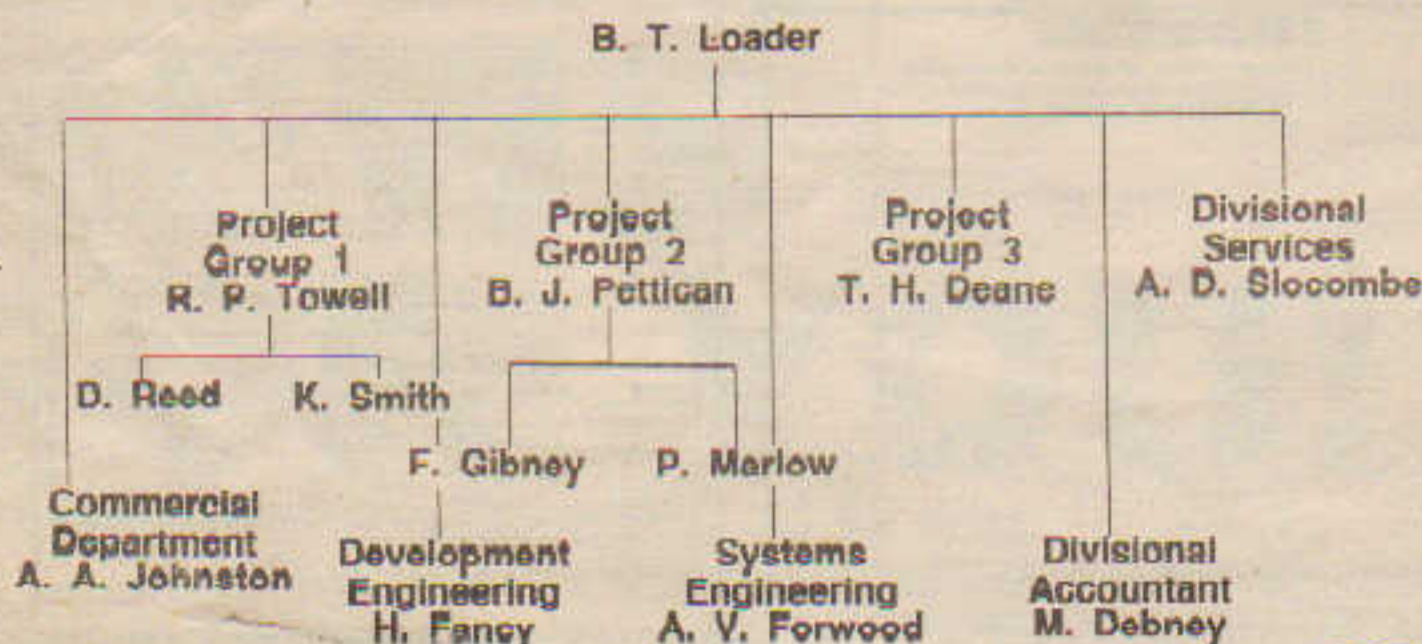 B. T. Loader
Project
Group 1
R. P. Towell
Project
Group 2
B. J. Pettican
Project
Group 3
T. H. Deane
Divisional
Services
A. D. Slocombe
D. Reed
K. Smith
F. Gibney
P. Marlow
Commercial
Department
A. A. Johnston
Development
Engineering
H. Fancy
Systems
Engineering
A. V. Forwood
Divisional
Accountant
M. Debney